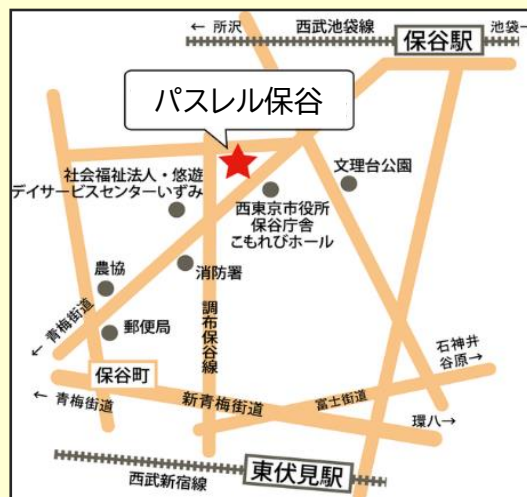 ← 所沢
西武池袋線
保谷駅
池袋→
パスレル保谷
社会福祉法人・悠遊
デイサービスセンターいずみ
文理台公園
西東京市役所
保谷庁舎
こもれびホール
農協
消防署
郵便局
← 青梅街道
調布保谷線
保谷町
← 青梅街道
新青梅街道
富士街道
石神井
谷原→
環八→
西武新宿線
東伏見駅